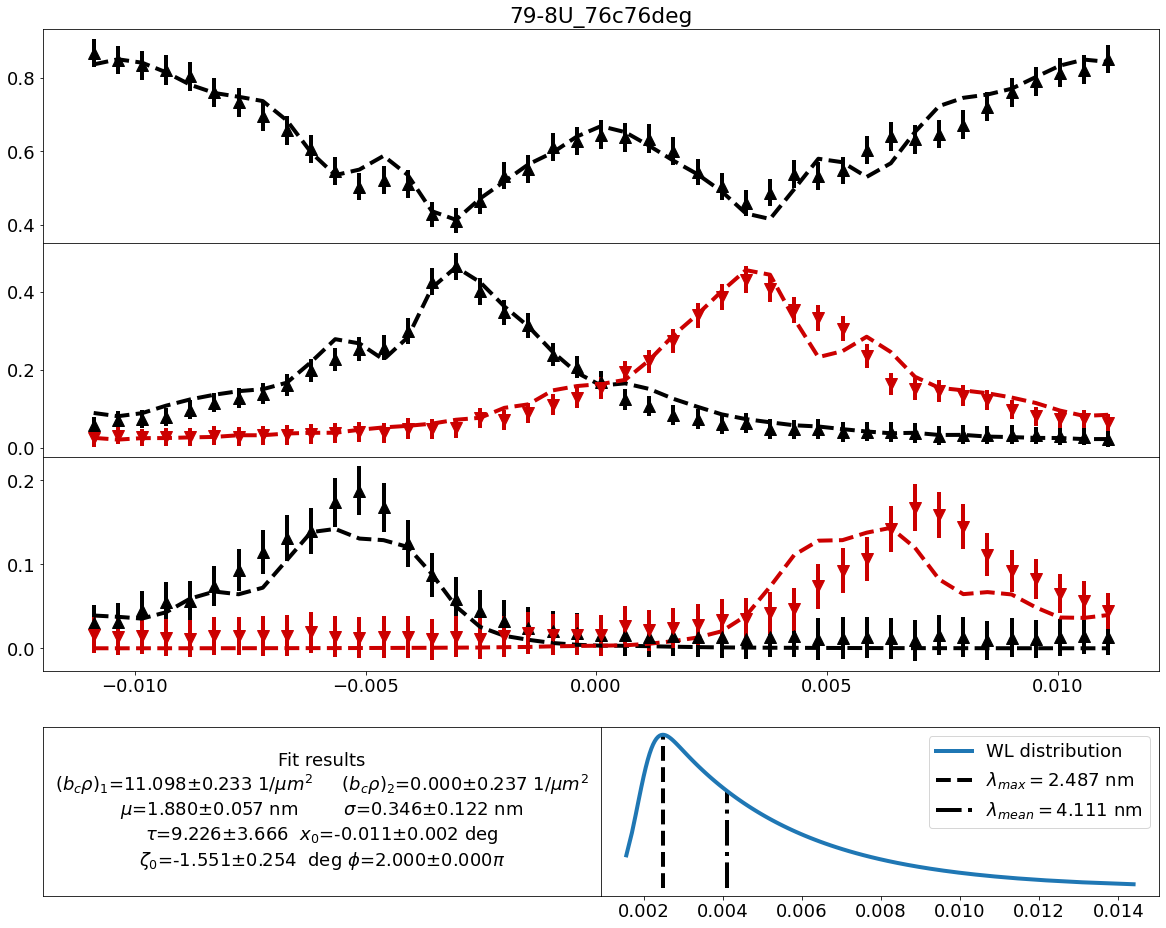 79-8U_76c76deg
0.8
0.6
0.4
0.4
0.2
0.0
0.2
0.1
0.0
−0.010 −0.005 0.000 0.005 0.010
Fit results
(b_cρ)_1=11.098±0.233 1/μm^2 (b_cρ)_2=0.000±0.237 1/μm^2
μ=1.880±0.057 nm σ=0.346±0.122 nm
τ=9.226±3.666 x_0=-0.011±0.002 deg
ζ_0=-1.551±0.254 deg ϕ=2.000±0.000π
WL distribution
λ_max = 2.487 nm
λ_mean = 4.111 nm
0.002 0.004 0.006 0.008 0.010 0.012 0.014